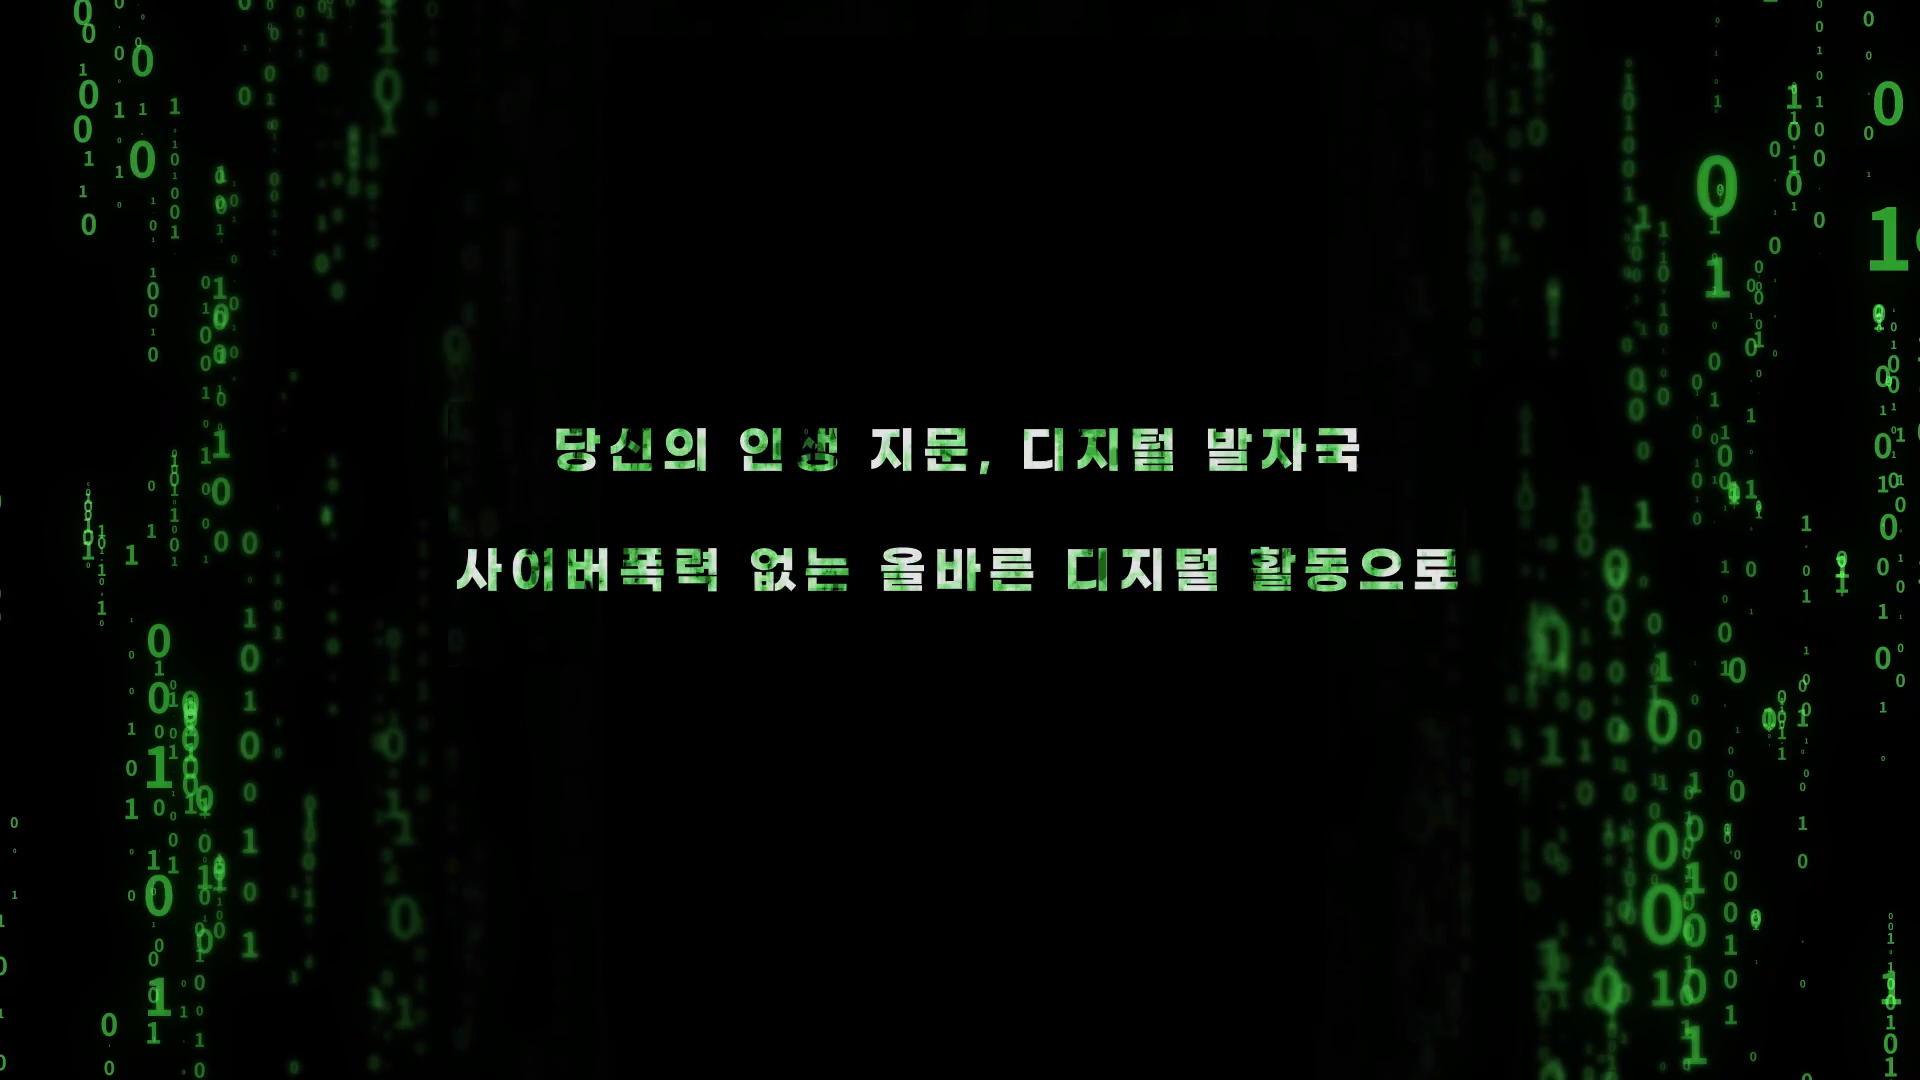 당신의 인생 지문, 디지털 발자국
사이버폭력 없는 올바른 디지털 활동으로